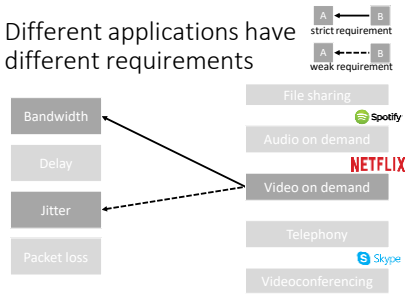 Different applications have
different requirements
A B
strict requirement
A B
weak requirement
Bandwidth
Delay
Jitter
Packet loss
File sharing
Spotify
Audio on demand
NETFLIX
Video on demand
Telephony
S Skype
Videoconferencing